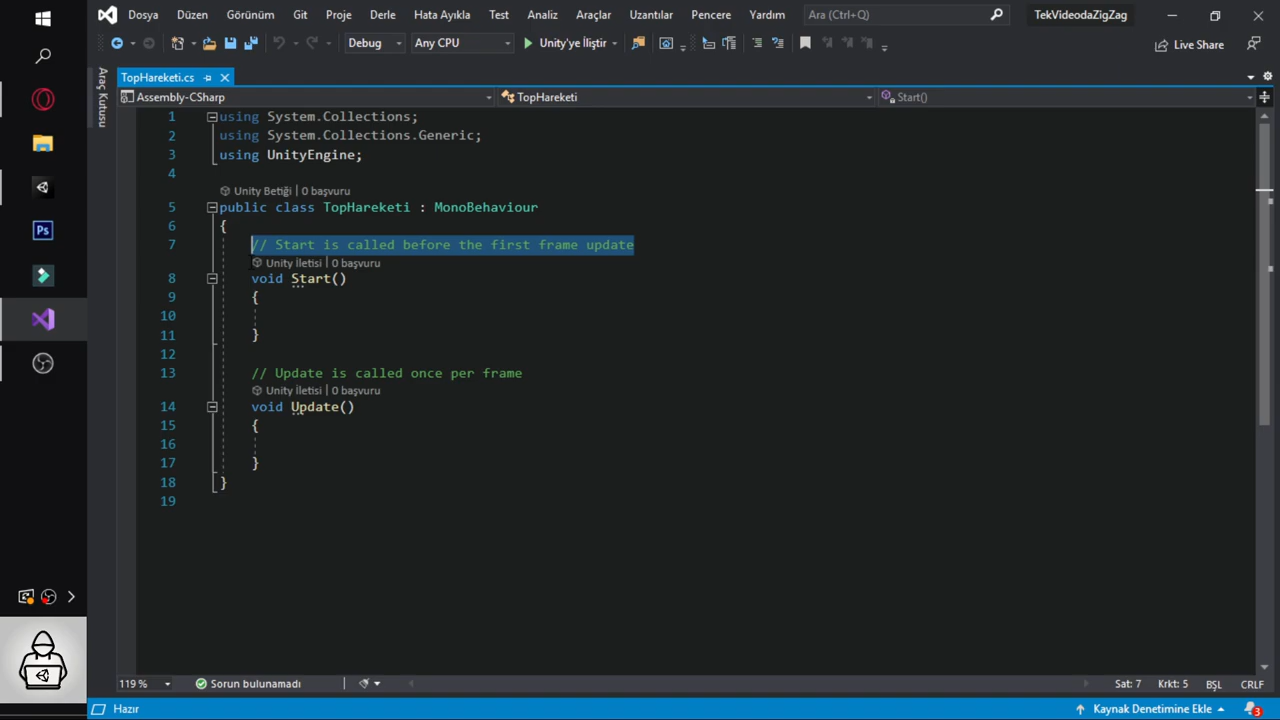 Dosya Düzen Görünüm Git Proje Derle Hata Ayıkla Test Analiz Araçlar Uzantılar Pencere Yardım Ara (Ctrl+Q) TekVideodaZigZag
Debug Any CPU Unity'ye İliştir Live Share
Araç Kutusu
TopHareketi.cs
Assembly-CSharp TopHareketi Start()
1 using System.Collections;
2 using System.Collections.Generic;
3 using UnityEngine;
4
Unity Betiği | 0 başvuru
5 public class TopHareketi : MonoBehaviour
6 {
7 // Start is called before the first frame update
Unity İletisi | 0 başvuru
8 void Start()
9 {
10
11 }
12
13 // Update is called once per frame
Unity İletisi | 0 başvuru
14 void Update()
15 {
16
17 }
18 }
19
Ps
119 % Sorun bulunamadı Sat: 7 Krkt: 5 BŞL CRLF
Hazır Kaynak Denetimine Ekle 3